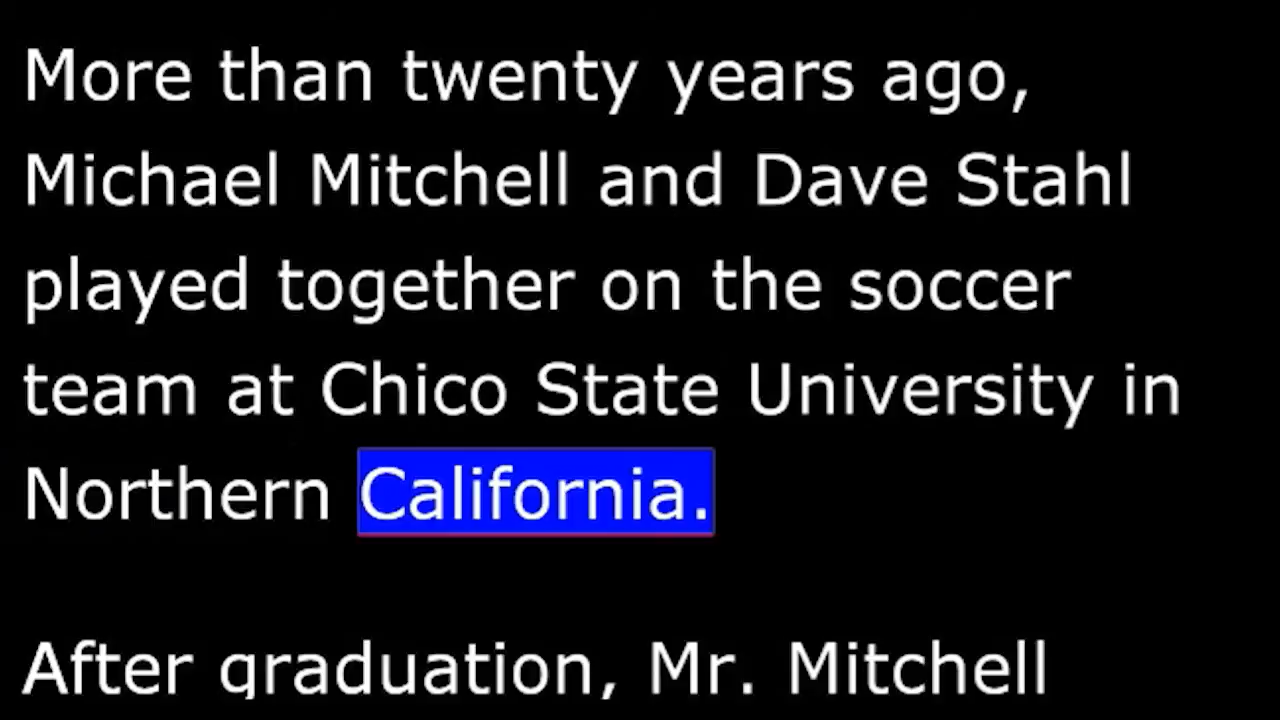 More than twenty years ago,
Michael Mitchell and Dave Stahl
played together on the soccer
team at Chico State University in
Northern California.
After graduation, Mr. Mitchell